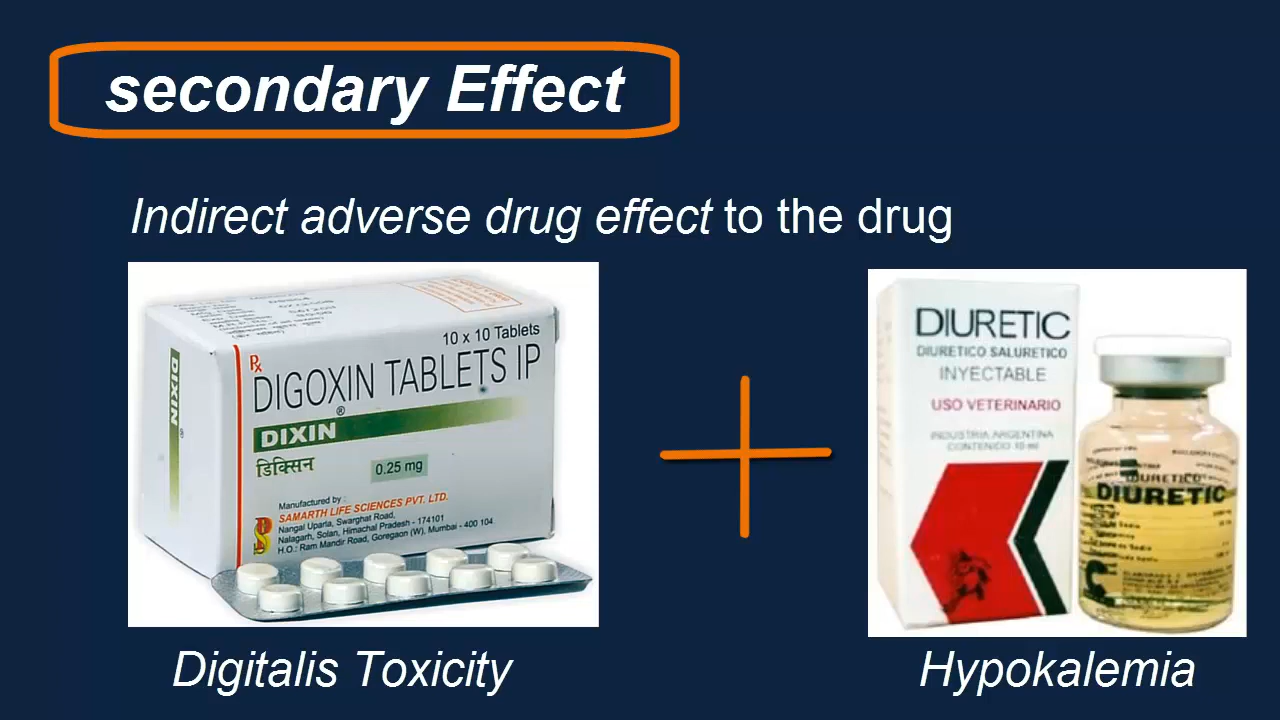 secondary Effect
Indirect adverse drug effect to the drug
10 x 10 Tablets
Rx
DIGOXIN TABLETS IP
DIXIN
®
DIXIN
डिक्सिन
0.25 mg
Manufactured by :
SAMARTH LIFE SCIENCES PVT. LTD.
Nangal Uparla, Swarghat Road,
Nalagarh, Solan, Himachal Pradesh - 174101
H.O.: Ram Mandir Road, Goregaon (W), Mumbai - 400 104
DIURETIC
DIURETICO SALURETICO
INYECTABLE
USO VETERINARIO
INDUSTRIA ARGENTINA
CONTENIDO 10 ml
DIURETICO
DIURETIC
Digitalis Toxicity
Hypokalemia